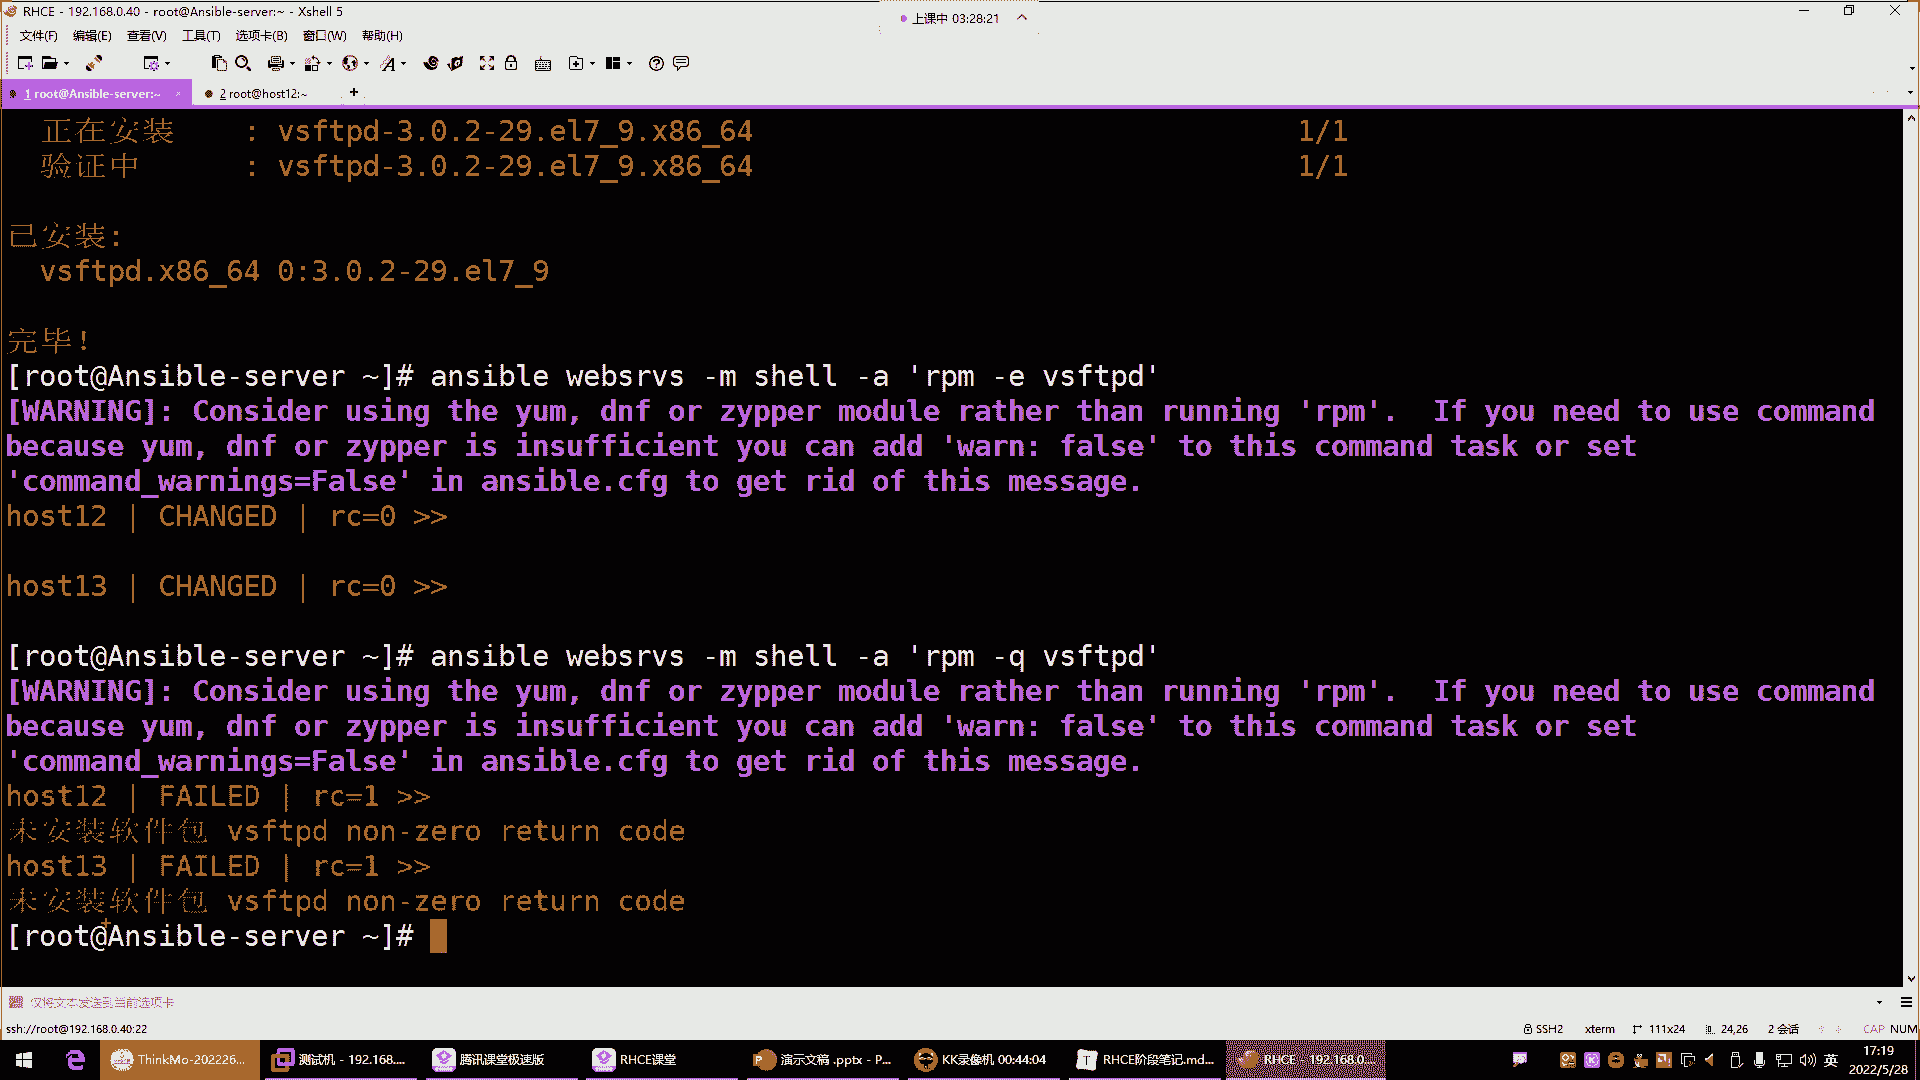 RHCE - 192.168.0.40 - root@Ansible-server:~ - Xshell 5
上课中 03:28:21
文件(F) 编辑(E) 查看(V) 工具(T) 选项卡(B) 窗口(W) 帮助(H)
1 root@Ansible-server:~ × 2 root@host12:~ +
正在安装 : vsftpd-3.0.2-29.el7_9.x86_64 1/1
验证中 : vsftpd-3.0.2-29.el7_9.x86_64 1/1
已安装:
vsftpd.x86_64 0:3.0.2-29.el7_9
完毕!
[root@Ansible-server ~]# ansible websrvs -m shell -a 'rpm -e vsftpd'
[WARNING]: Consider using the yum, dnf or zypper module rather than running 'rpm'.  If you need to use command
because yum, dnf or zypper is insufficient you can add 'warn: false' to this command task or set
'command_warnings=False' in ansible.cfg to get rid of this message.
host12 | CHANGED | rc=0 >>
host13 | CHANGED | rc=0 >>
[root@Ansible-server ~]# ansible websrvs -m shell -a 'rpm -q vsftpd'
[WARNING]: Consider using the yum, dnf or zypper module rather than running 'rpm'.  If you need to use command
because yum, dnf or zypper is insufficient you can add 'warn: false' to this command task or set
'command_warnings=False' in ansible.cfg to get rid of this message.
host12 | FAILED | rc=1 >>
未安装软件包 vsftpd non-zero return code
host13 | FAILED | rc=1 >>
未安装软件包 vsftpd non-zero return code
[root@Ansible-server ~]#
仅将文本发送到当前选项卡
ssh://root@192.168.0.40:22 SSH2 xterm 111x24 24,26 2 会话 CAP NUM
ThinkMo-202226... 测试机 - 192.168.... 腾讯课堂极速版 RHCE课堂 演示文稿 .pptx - P... KK录像机 00:44:04 RHCE阶段笔记.md... RHCE - 192.168.0... 英 17:19
2022/5/28